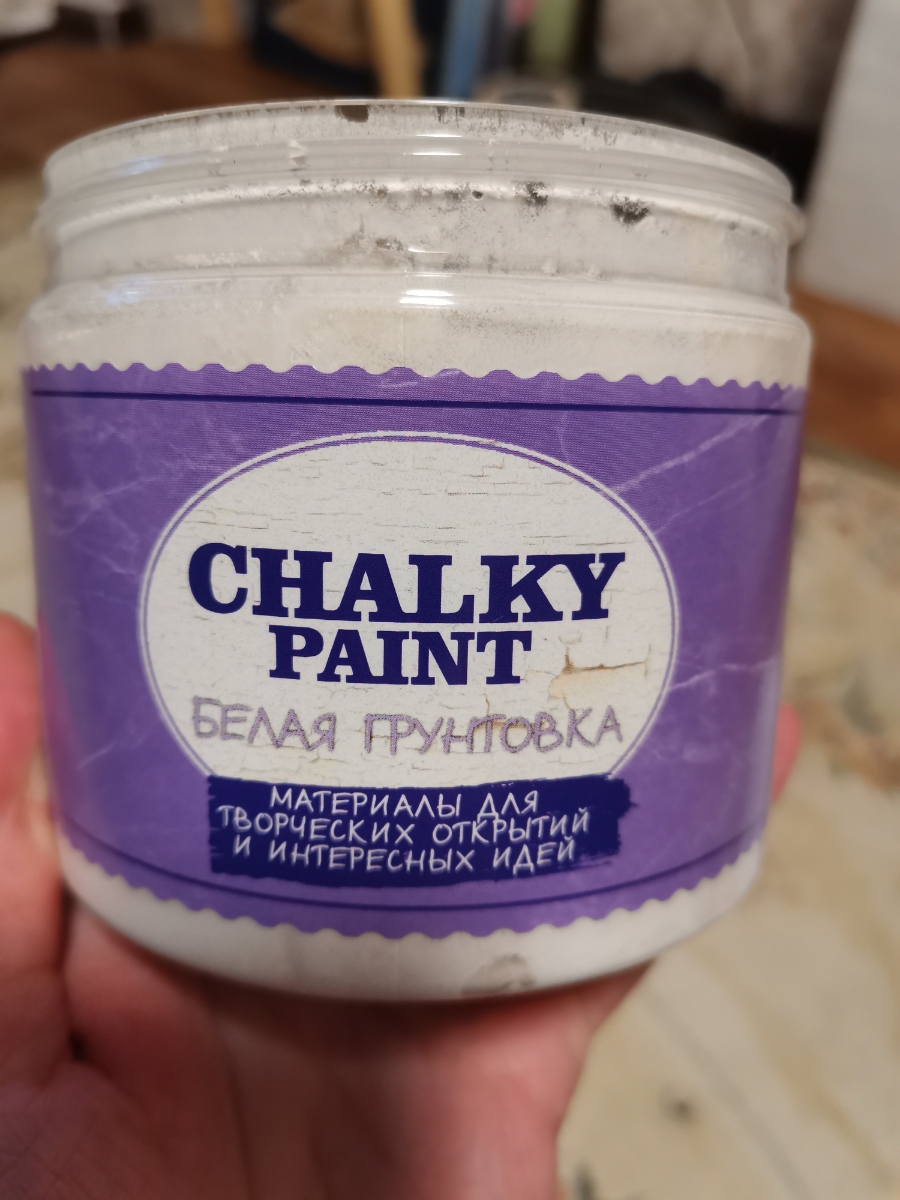 CHALKY
PAINT
БЕЛАЯ ГРУНТОВКА
МАТЕРИАЛЫ ДЛЯ
ТВОРЧЕСКИХ ОТКРЫТИЙ
И ИНТЕРЕСНЫХ ИДЕЙ